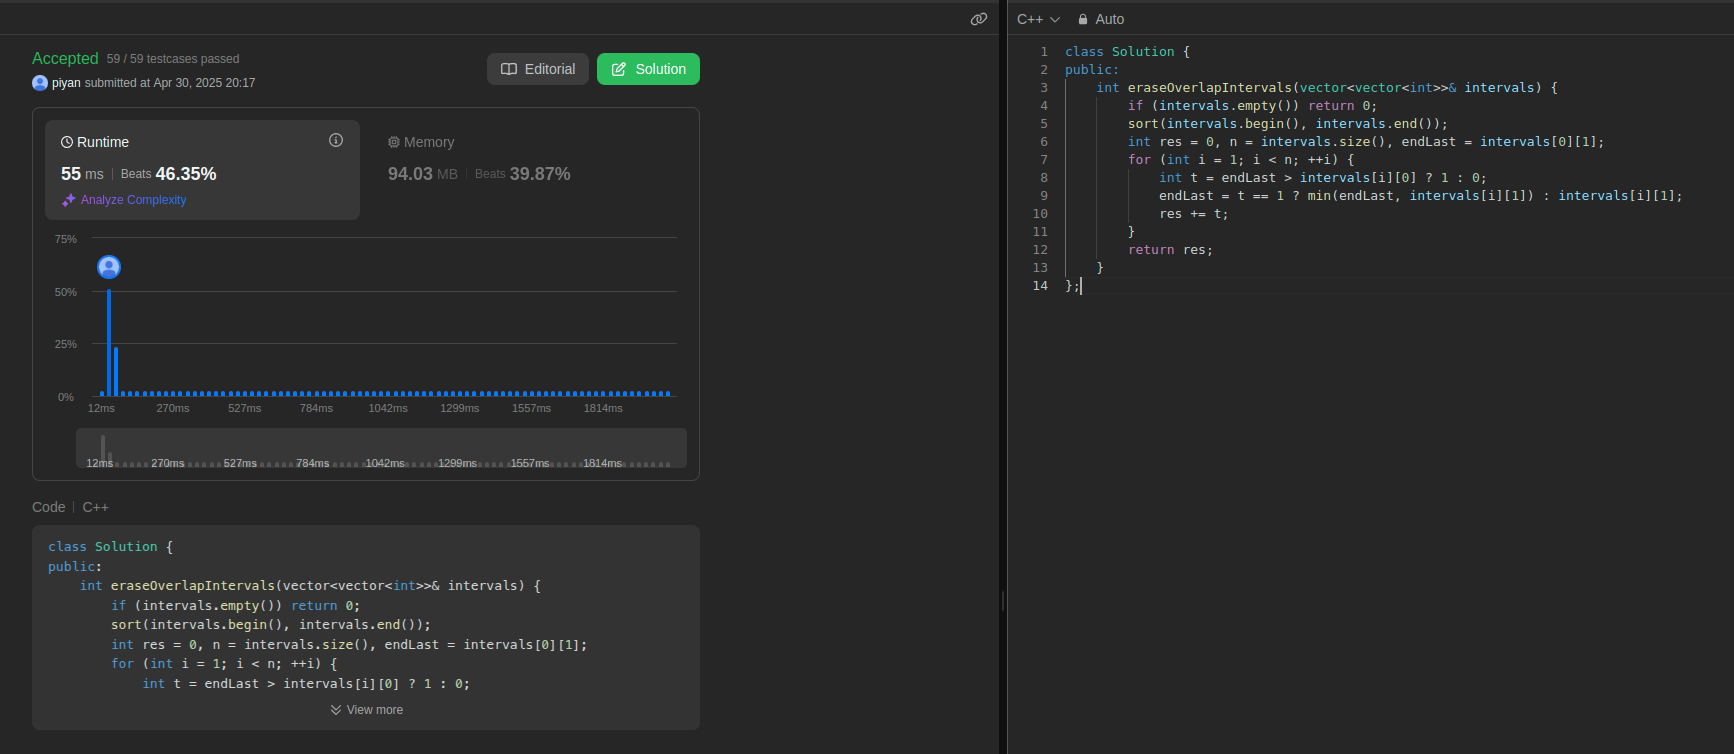 Accepted 59 / 59 testcases passed
piyan submitted at Apr 30, 2025 20:17
Editorial
Solution
Runtime
55 ms | Beats 46.35%
Analyze Complexity
Memory
94.03 MB | Beats 39.87%
75%
50%
25%
0%
12ms 270ms 527ms 784ms 1042ms 1299ms 1557ms 1814ms
12ms 270ms 527ms 784ms 1042ms 1299ms 1557ms 1814ms
Code | C++
class Solution {
public:
    int eraseOverlapIntervals(vector<vector<int>>& intervals) {
        if (intervals.empty()) return 0;
        sort(intervals.begin(), intervals.end());
        int res = 0, n = intervals.size(), endLast = intervals[0][1];
        for (int i = 1; i < n; ++i) {
            int t = endLast > intervals[i][0] ? 1 : 0;
View more
C++ Auto
1 class Solution {
2 public:
3     int eraseOverlapIntervals(vector<vector<int>>& intervals) {
4         if (intervals.empty()) return 0;
5         sort(intervals.begin(), intervals.end());
6         int res = 0, n = intervals.size(), endLast = intervals[0][1];
7         for (int i = 1; i < n; ++i) {
8             int t = endLast > intervals[i][0] ? 1 : 0;
9             endLast = t == 1 ? min(endLast, intervals[i][1]) : intervals[i][1];
10             res += t;
11         }
12         return res;
13     }
14 };